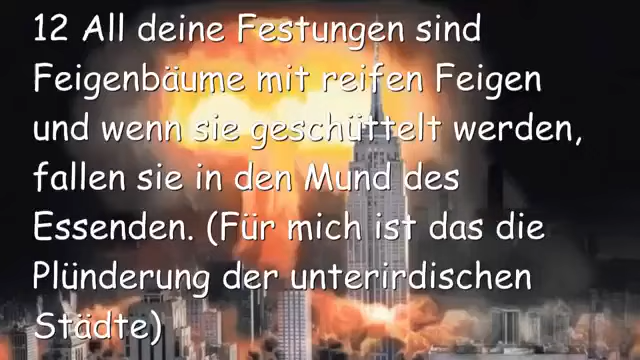 12 All deine Festungen sind
Feigenbäume mit reifen Feigen
und wenn sie geschüttelt werden,
fallen sie in den Mund des
Essenden. (Für mich ist das die
Plünderung der unterirdischen
Städte)